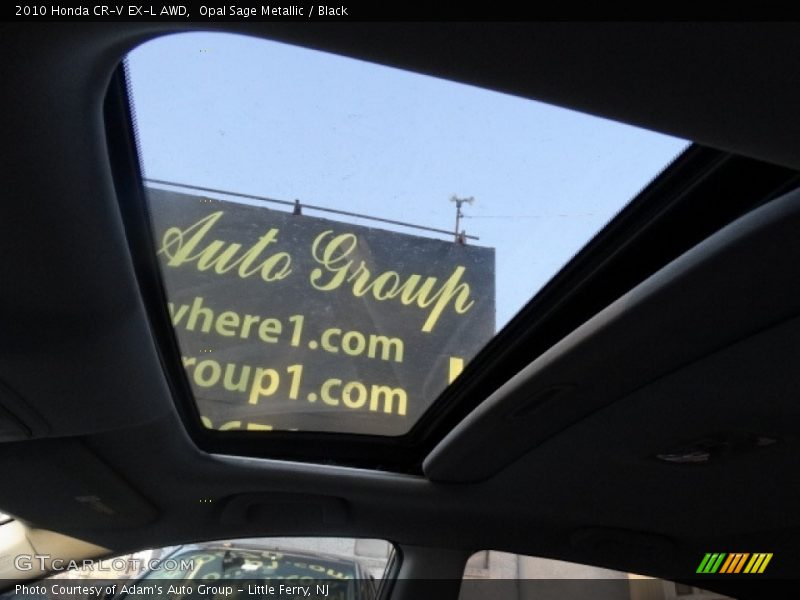 2010 Honda CR-V EX-L AWD,  Opal Sage Metallic / Black
Auto Group
where1.com
roup1.com
GTCarlot.com
Photo Courtesy of Adam's Auto Group - Little Ferry, NJ